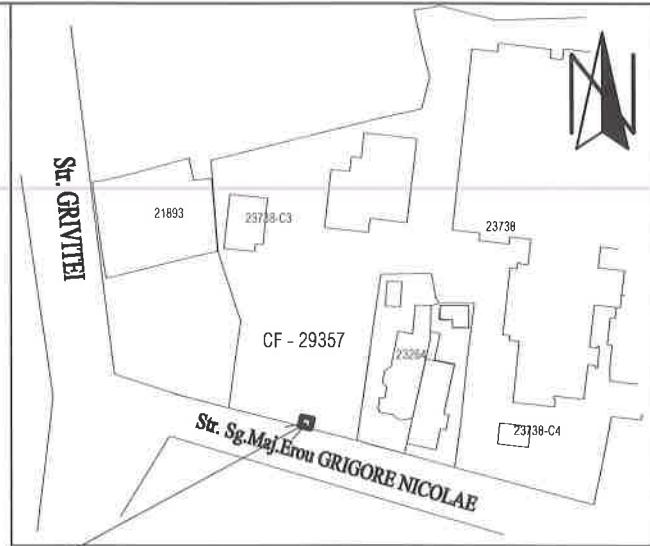 N
Str. GRIVITEI
21893
23738-C3
23738
CF - 29357
23264
23738-C4
Str. Sg.Maj.Erou GRIGORE NICOLAE